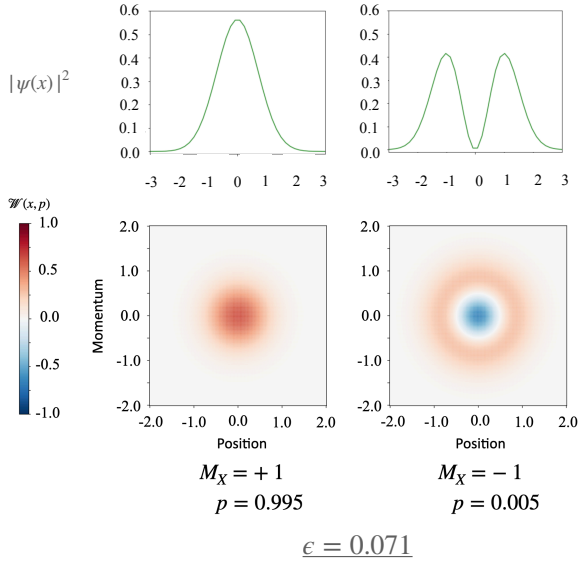 |ψ(x)|²
0.6
0.5
0.4
0.3
0.2
0.1
0.0
-3 -2 -1 0 1 2 3
0.6
0.5
0.4
0.3
0.2
0.1
0.0
-3 -2 -1 0 1 2 3
𝒲(x, p)
1.0
0.5
0.0
-0.5
-1.0
Momentum
2.0
1.0
0.0
-1.0
-2.0
-2.0 -1.0 0.0 1.0 2.0
Position
2.0
1.0
0.0
-1.0
-2.0
-2.0 -1.0 0.0 1.0 2.0
Position
M_X = + 1
p = 0.995
M_X = − 1
p = 0.005
ϵ = 0.071